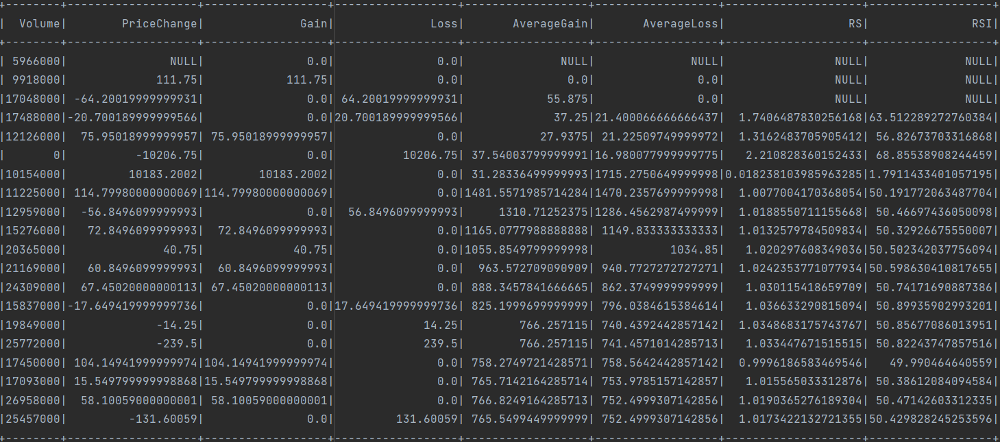 +--------+-------------------+------------------+------------------+------------------+------------------+--------------------+------------------+
|  Volume|        PriceChange|              Gain|              Loss|       AverageGain|       AverageLoss|                  RS|               RSI|
+--------+-------------------+------------------+------------------+------------------+------------------+--------------------+------------------+
| 5966000|               NULL|               0.0|               0.0|              NULL|              NULL|                NULL|              NULL|
| 9918000|             111.75|            111.75|               0.0|               0.0|               0.0|                NULL|              NULL|
|17048000| -64.20019999999931|               0.0| 64.20019999999931|            55.875|               0.0|                NULL|              NULL|
|17488000|-20.700189999999566|               0.0|20.700189999999566|             37.25|21.400066666666437|  1.7406487830256168|63.512289272760384|
|12126000|  75.95018999999957| 75.95018999999957|               0.0|           27.9375| 21.22509749999972|  1.3162483705905412| 56.82673703316868|
|       0|          -10206.75|               0.0|          10206.75| 37.54003799999991|16.980077999999775|   2.210828360152433| 68.85538908244459|
|10154000|         10183.2002|        10183.2002|               0.0| 31.28336499999993|1715.2750649999998|0.018238103985963285|1.7911433401057195|
|11225000| 114.79980000000069|114.79980000000069|               0.0|1481.5571985714284|1470.2357699999998|  1.0077004170368054|50.191772063487704|
|12959000|  -56.8496099999993|               0.0|  56.8496099999993|     1310.71252375|1286.4562987499999|  1.0188550711155668| 50.46697436050098|
|15276000|   72.8496099999993|  72.8496099999993|               0.0|1165.0777988888888| 1149.833333333333|  1.0132579784509834| 50.32926675550007|
|20365000|              40.75|             40.75|               0.0|1055.8549799999998|           1034.85|   1.020297608349036|50.502342037756094|
|21169000|   60.8496099999993|  60.8496099999993|               0.0|  963.572709090909| 940.7727272727271|  1.0242353771077934|50.598630410817655|
|24309000|  67.45020000000113| 67.45020000000113|               0.0| 888.3457841666665| 862.3749999999999|   1.030115418659709| 50.74171690887386|
|15837000|-17.649419999999736|               0.0|17.649419999999736| 825.1999699999999| 796.0384615384614|   1.036633290815094| 50.89935902993201|
|19849000|             -14.25|               0.0|             14.25|        766.257115| 740.4392442857142|  1.0348683175743767| 50.85677086013951|
|25772000|             -239.5|               0.0|             239.5|        766.257115| 741.4571014285713|   1.033447671515515| 50.82243747857516|
|17450000| 104.14941999999974|104.14941999999974|               0.0| 758.2749721428571| 758.5642442857142|  0.9996186583469546|   49.990464640559|
|17093000| 15.549799999998868|15.549799999998868|               0.0| 765.7142164285714| 753.9785157142857|   1.015565033312876| 50.38612084094584|
|26958000|  58.10059000000001| 58.10059000000001|               0.0| 766.8249164285713| 752.4999307142856|  1.0190365276189304| 50.47142603312335|
|25457000|         -131.60059|               0.0|         131.60059| 765.5499449999999| 752.4999307142856|  1.0173422132721355|50.429828245253596|
+--------+-------------------+------------------+------------------+------------------+------------------+--------------------+------------------+